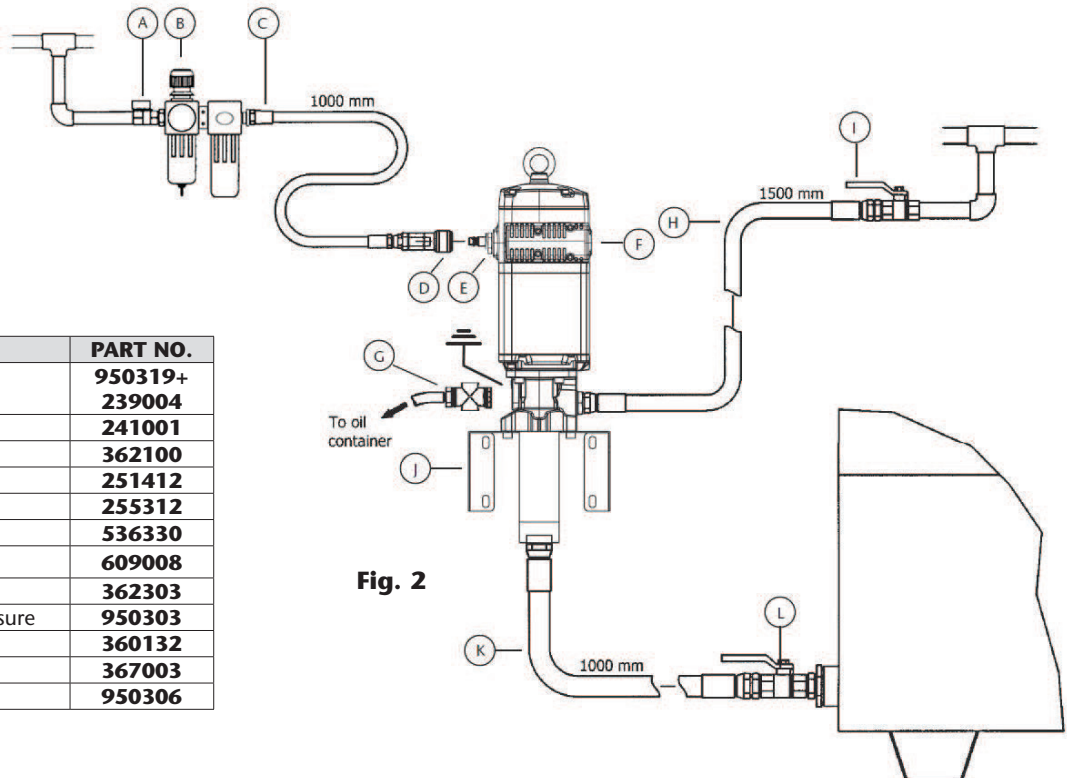 A
B
C
1000 mm
I
1500 mm
H
F
D
E
PART NO.
950319+
239004
241001
362100
251412
255312
536330
609008
362303
sure
950303
360132
367003
950306
G
To oil
container
J
Fig. 2
K
1000 mm
L